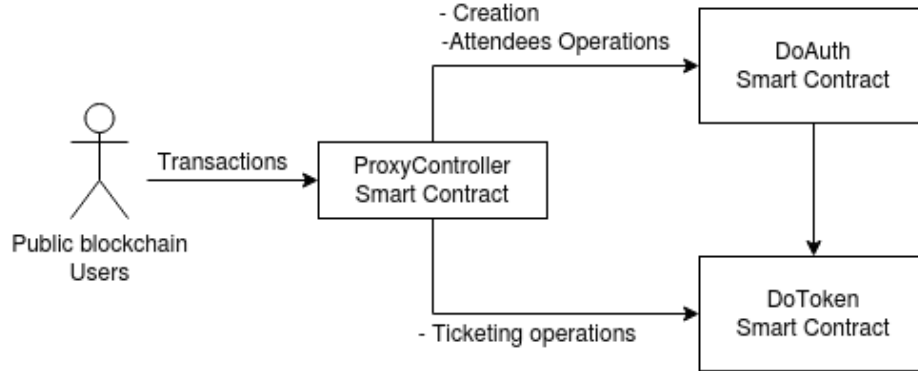 - Creation
-Attendees Operations
DoAuth
Smart Contract
Transactions
ProxyController
Smart Contract
Public blockchain
Users
DoToken
Smart Contract
- Ticketing operations